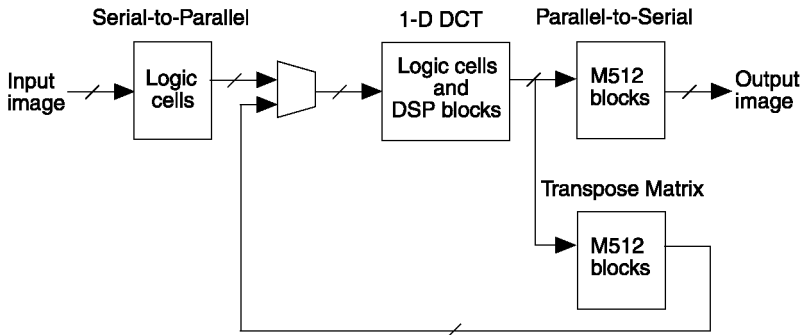 Serial-to-Parallel
1-D DCT
Parallel-to-Serial
Input
image
Logic
cells
Logic cells
and
DSP blocks
M512
blocks
Output
image
Transpose Matrix
M512
blocks